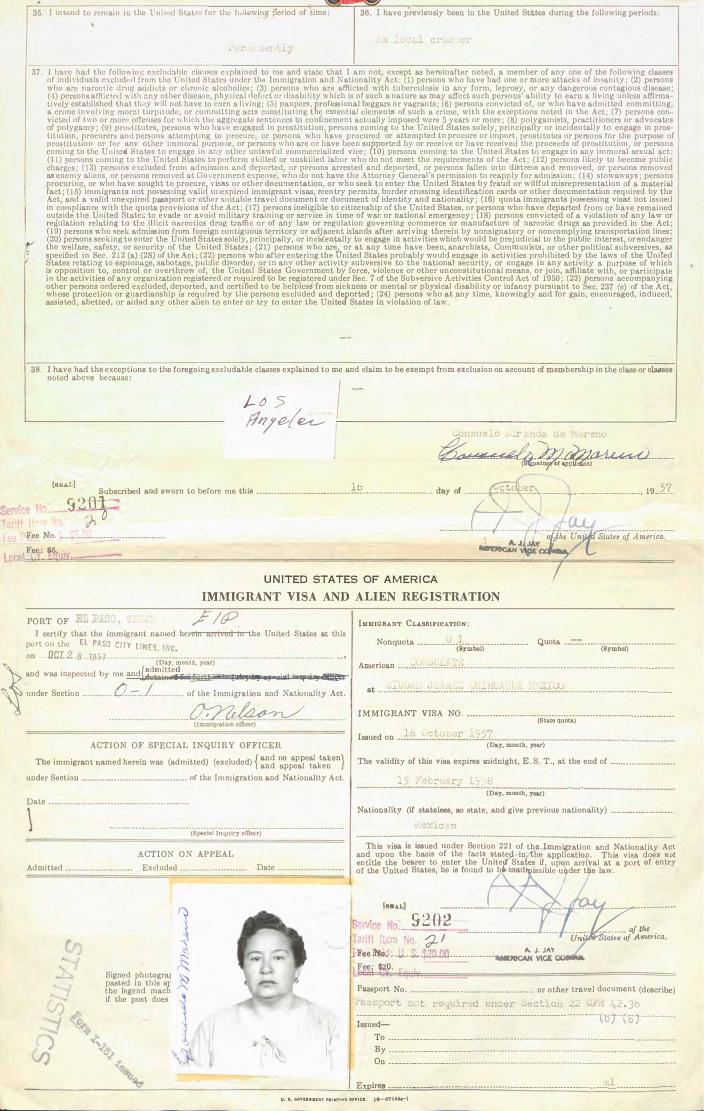 35. I intend to remain in the United States for the following period of time:
Permanently
36. I have previously been in the United States during the following periods:
As local crosser
37. I have had the following excludable clauses explained to me and state that I am not, except as hereinafter noted, a member of any one of the following classes
of individuals excluded from the United States under the Immigration and Nationality Act: (1) persons who have had one or more attacks of insanity; (2) persons
who are narcotic drug addicts or chronic alcoholics; (3) persons who are afflicted with tuberculosis in any form, leprosy, or any dangerous contagious disease;
(4) persons afflicted with any other disease, physical defect or disability which is of such a nature as may affect such persons' ability to earn a living unless affirma-
tively established that they will not have to earn a living; (5) paupers, professional beggars or vagrants; (6) persons convicted of, or who have admitted committing,
a crime involving moral turpitude, or committing acts constituting the essential elements of such a crime, with the exceptions noted in the Act; (7) persons con-
victed of two or more offenses for which the aggregate sentences to confinement actually imposed were 5 years or more; (8) polygamists, practitioners or advocates
of polygamy; (9) prostitutes, persons who have engaged in prostitution, persons coming to the United States solely, principally or incidentally to engage in pros-
titution, procurers and persons attempting to procure, or persons who have procured or attempted to procure or import, prostitutes or persons for the purpose of
prostitution or for any other immoral purpose, or persons who are or have been supported by or receive or have received the proceeds of prostitution, or persons
coming to the United States to engage in any other unlawful commercialized vice; (10) persons coming to the United States to engage in any immoral sexual act;
(11) persons coming to the United States to perform skilled or unskilled labor who do not meet the requirements of the Act; (12) persons likely to become public
charges; (13) persons excluded from admission and deported, or persons arrested and deported, or persons fallen into distress and removed, or persons removed
as enemy aliens, or persons removed at Government expense, who do not have the Attorney General's permission to reapply for admission; (14) stowaways; persons
procuring, or who have sought to procure, visas or other documentation, or who seek to enter the United States by fraud or willful misrepresentation of a material
fact; (15) immigrants not possessing valid unexpired immigrant visas, reentry permits, border crossing identification cards or other documentation required by the
Act, and a valid unexpired passport or other suitable travel document or document of identity and nationality; (16) quota immigrants possessing visas not issued
in compliance with the quota provisions of the Act; (17) persons ineligible to citizenship of the United States, or persons who have departed from or have remained
outside the United States to evade or avoid military training or service in time of war or national emergency; (18) persons convicted of a violation of any law or
regulation relating to the illicit narcotics drug traffic or of any law or regulation governing commerce or manufacture of narcotic drugs as provided in the Act;
(19) persons who seek admission from foreign contiguous territory or adjacent islands after arriving therein by nonsignatory or noncomplying transportation lines;
(20) persons seeking to enter the United States solely, principally, or incidentally to engage in activities which would be prejudicial to the public interest, or endanger
the welfare, safety, or security of the United States; (21) persons who are, or at any time have been, anarchists, Communists, or other political subversives, as
specified in Sec. 212 (a) (28) of the Act; (22) persons who after entering the United States probably would engage in activities prohibited by the laws of the United
States relating to espionage, sabotage, public disorder, or in any other activity subversive to the national security, or engage in any activity a purpose of which
is opposition to, control or overthrow of, the United States Government by force, violence or other unconstitutional means, or join, affiliate with, or participate
in the activities of any organization registered or required to be registered under Sec. 7 of the Subversive Activities Control Act of 1950; (23) persons accompanying
other persons ordered excluded, deported, and certified to be helpless from sickness or mental or physical disability or infancy pursuant to Sec. 237 (e) of the Act,
whose protection or guardianship is required by the persons excluded and deported; (24) persons who at any time, knowingly and for gain, encouraged, induced,
assisted, abetted, or aided any other alien to enter or try to enter the United States in violation of law.
--
38. I have had the exceptions to the foregoing excludable clauses explained to me and claim to be exempt from exclusion on account of membership in the class or classes
noted above because:
LOS
Angeles
Consuelo Miranda de Moreno
Consuelo M Moreno
(Signature of applicant)
[SEAL]
Subscribed and sworn to before me this 16 day of October, 1957
Service No. 9201
Tariff Item No. 20
Fee No.
Fee: $5.
Local Cy. Equiv.
A. J. Jay
of the United States of America.
A. J. JAY
AMERICAN VICE CONSUL
UNITED STATES OF AMERICA
IMMIGRANT VISA AND ALIEN REGISTRATION
PORT OF EL PASO, TEXAS E18
I certify that the immigrant named herein arrived in the United States at this
port on the EL PASO CITY LINES, INC.
on OCT 28 1957
(Day, month, year)
and was inspected by me and {admitted
under Section O-1 of the Immigration and Nationality Act.
O. Nelson
(Immigration officer)
ACTION OF SPECIAL INQUIRY OFFICER
The immigrant named herein was (admitted) (excluded) {and no appeal taken}
{and appeal taken}
under Section of the Immigration and Nationality Act.
Date
(Special Inquiry officer)
ACTION ON APPEAL
Admitted Excluded Date
STATISTICS
Form I-151 issued
Signed photogra
pasted in this sp
the legend mach
if the post does
Consuelo M Moreno
IMMIGRANT CLASSIFICATION:
Nonquota O 1 Quota --
(Symbol) (Symbol)
American CONSULATE
at CIUDAD JUAREZ CHIHUAHUA MEXICO
IMMIGRANT VISA NO.
(State quota)
Issued on 16 October 1957
(Day, month, year)
The validity of this visa expires midnight, E. S. T., at the end of
15 February 1958
(Day, month, year)
Nationality (if stateless, so state, and give previous nationality)
Mexican
This visa is issued under Section 221 of the Immigration and Nationality Act
and upon the basis of the facts stated in the application. This visa does not
entitle the bearer to enter the United States if, upon arrival at a port of entry
of the United States, he is found to be inadmissible under the law.
A. J. Jay
[SEAL]
Service No. 9202
of the
Tariff Item No. 21
United States of America.
Fee No. U. S. $20.00
A. J. JAY
AMERICAN VICE CONSUL
Fee: $20.
Local Cy. Equiv.
Passport No. or other travel document (describe)
Passport not required under Section 22 CFR 42.36
(b) (6)
Issued—
To
By
On
Expires
ml
U. S. GOVERNMENT PRINTING OFFICE